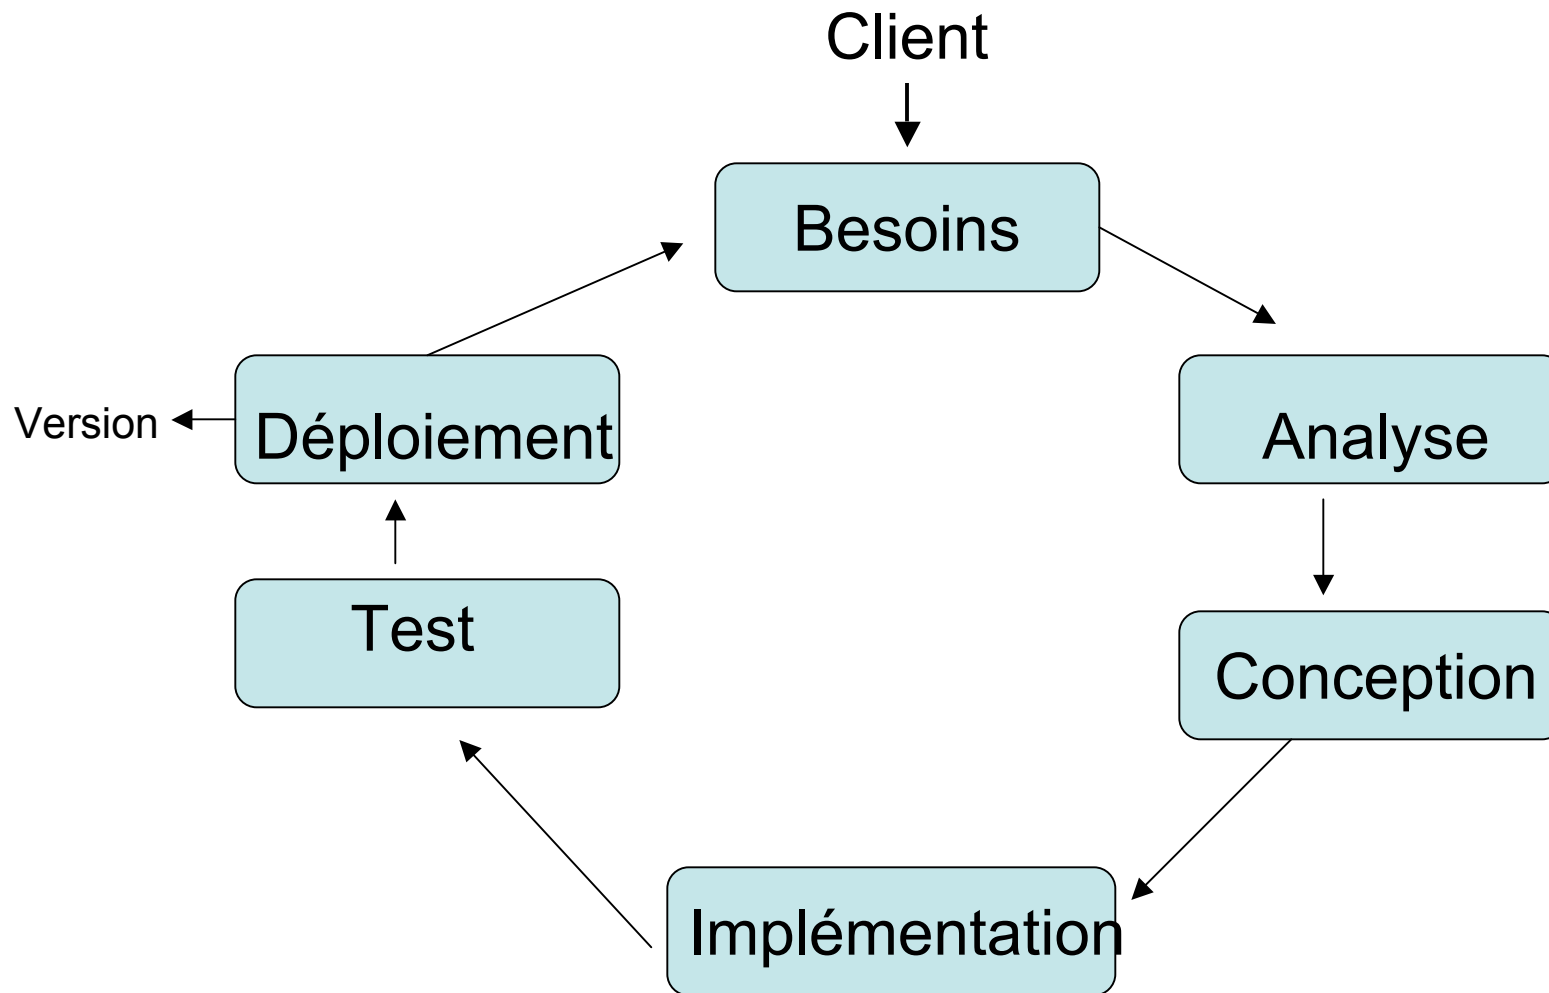 Client
Besoins
Analyse
Conception
Implémentation
Test
Déploiement
Version